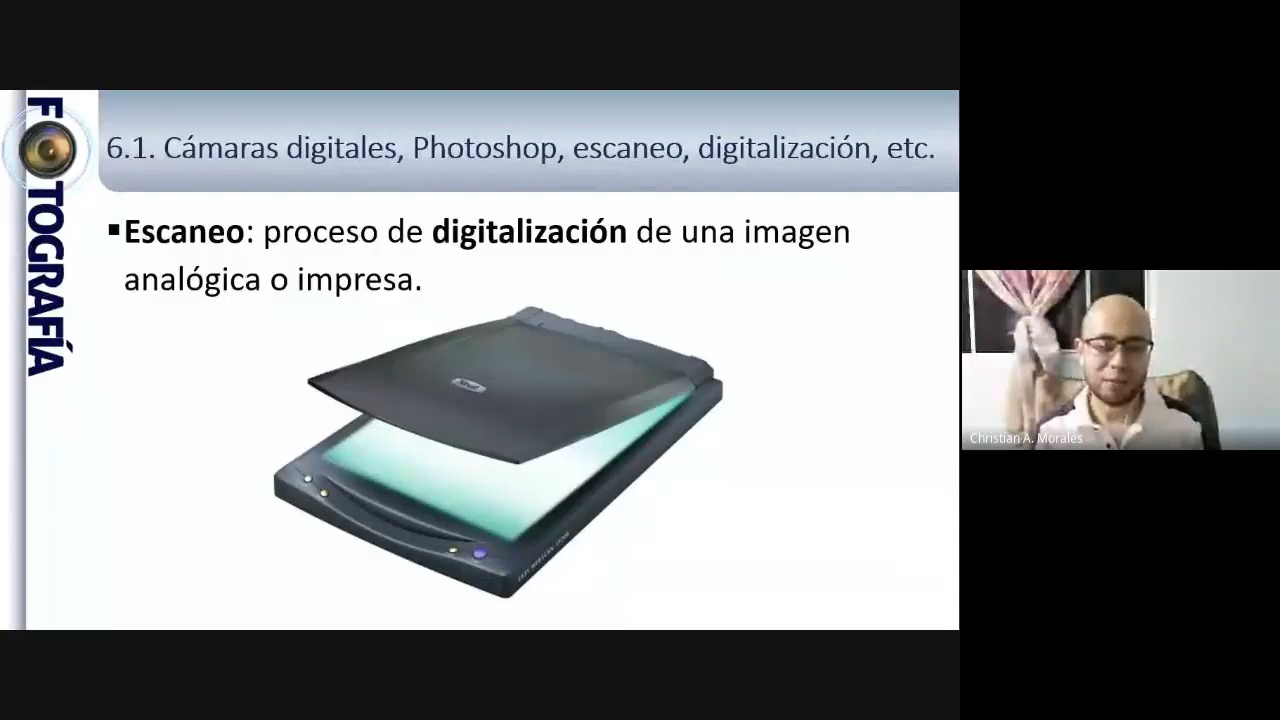 FOTOGRAFÍA
6.1. Cámaras digitales, Photoshop, escaneo, digitalización, etc.
▪Escaneo: proceso de digitalización de una imagen
analógica o impresa.
Christian A. Morales